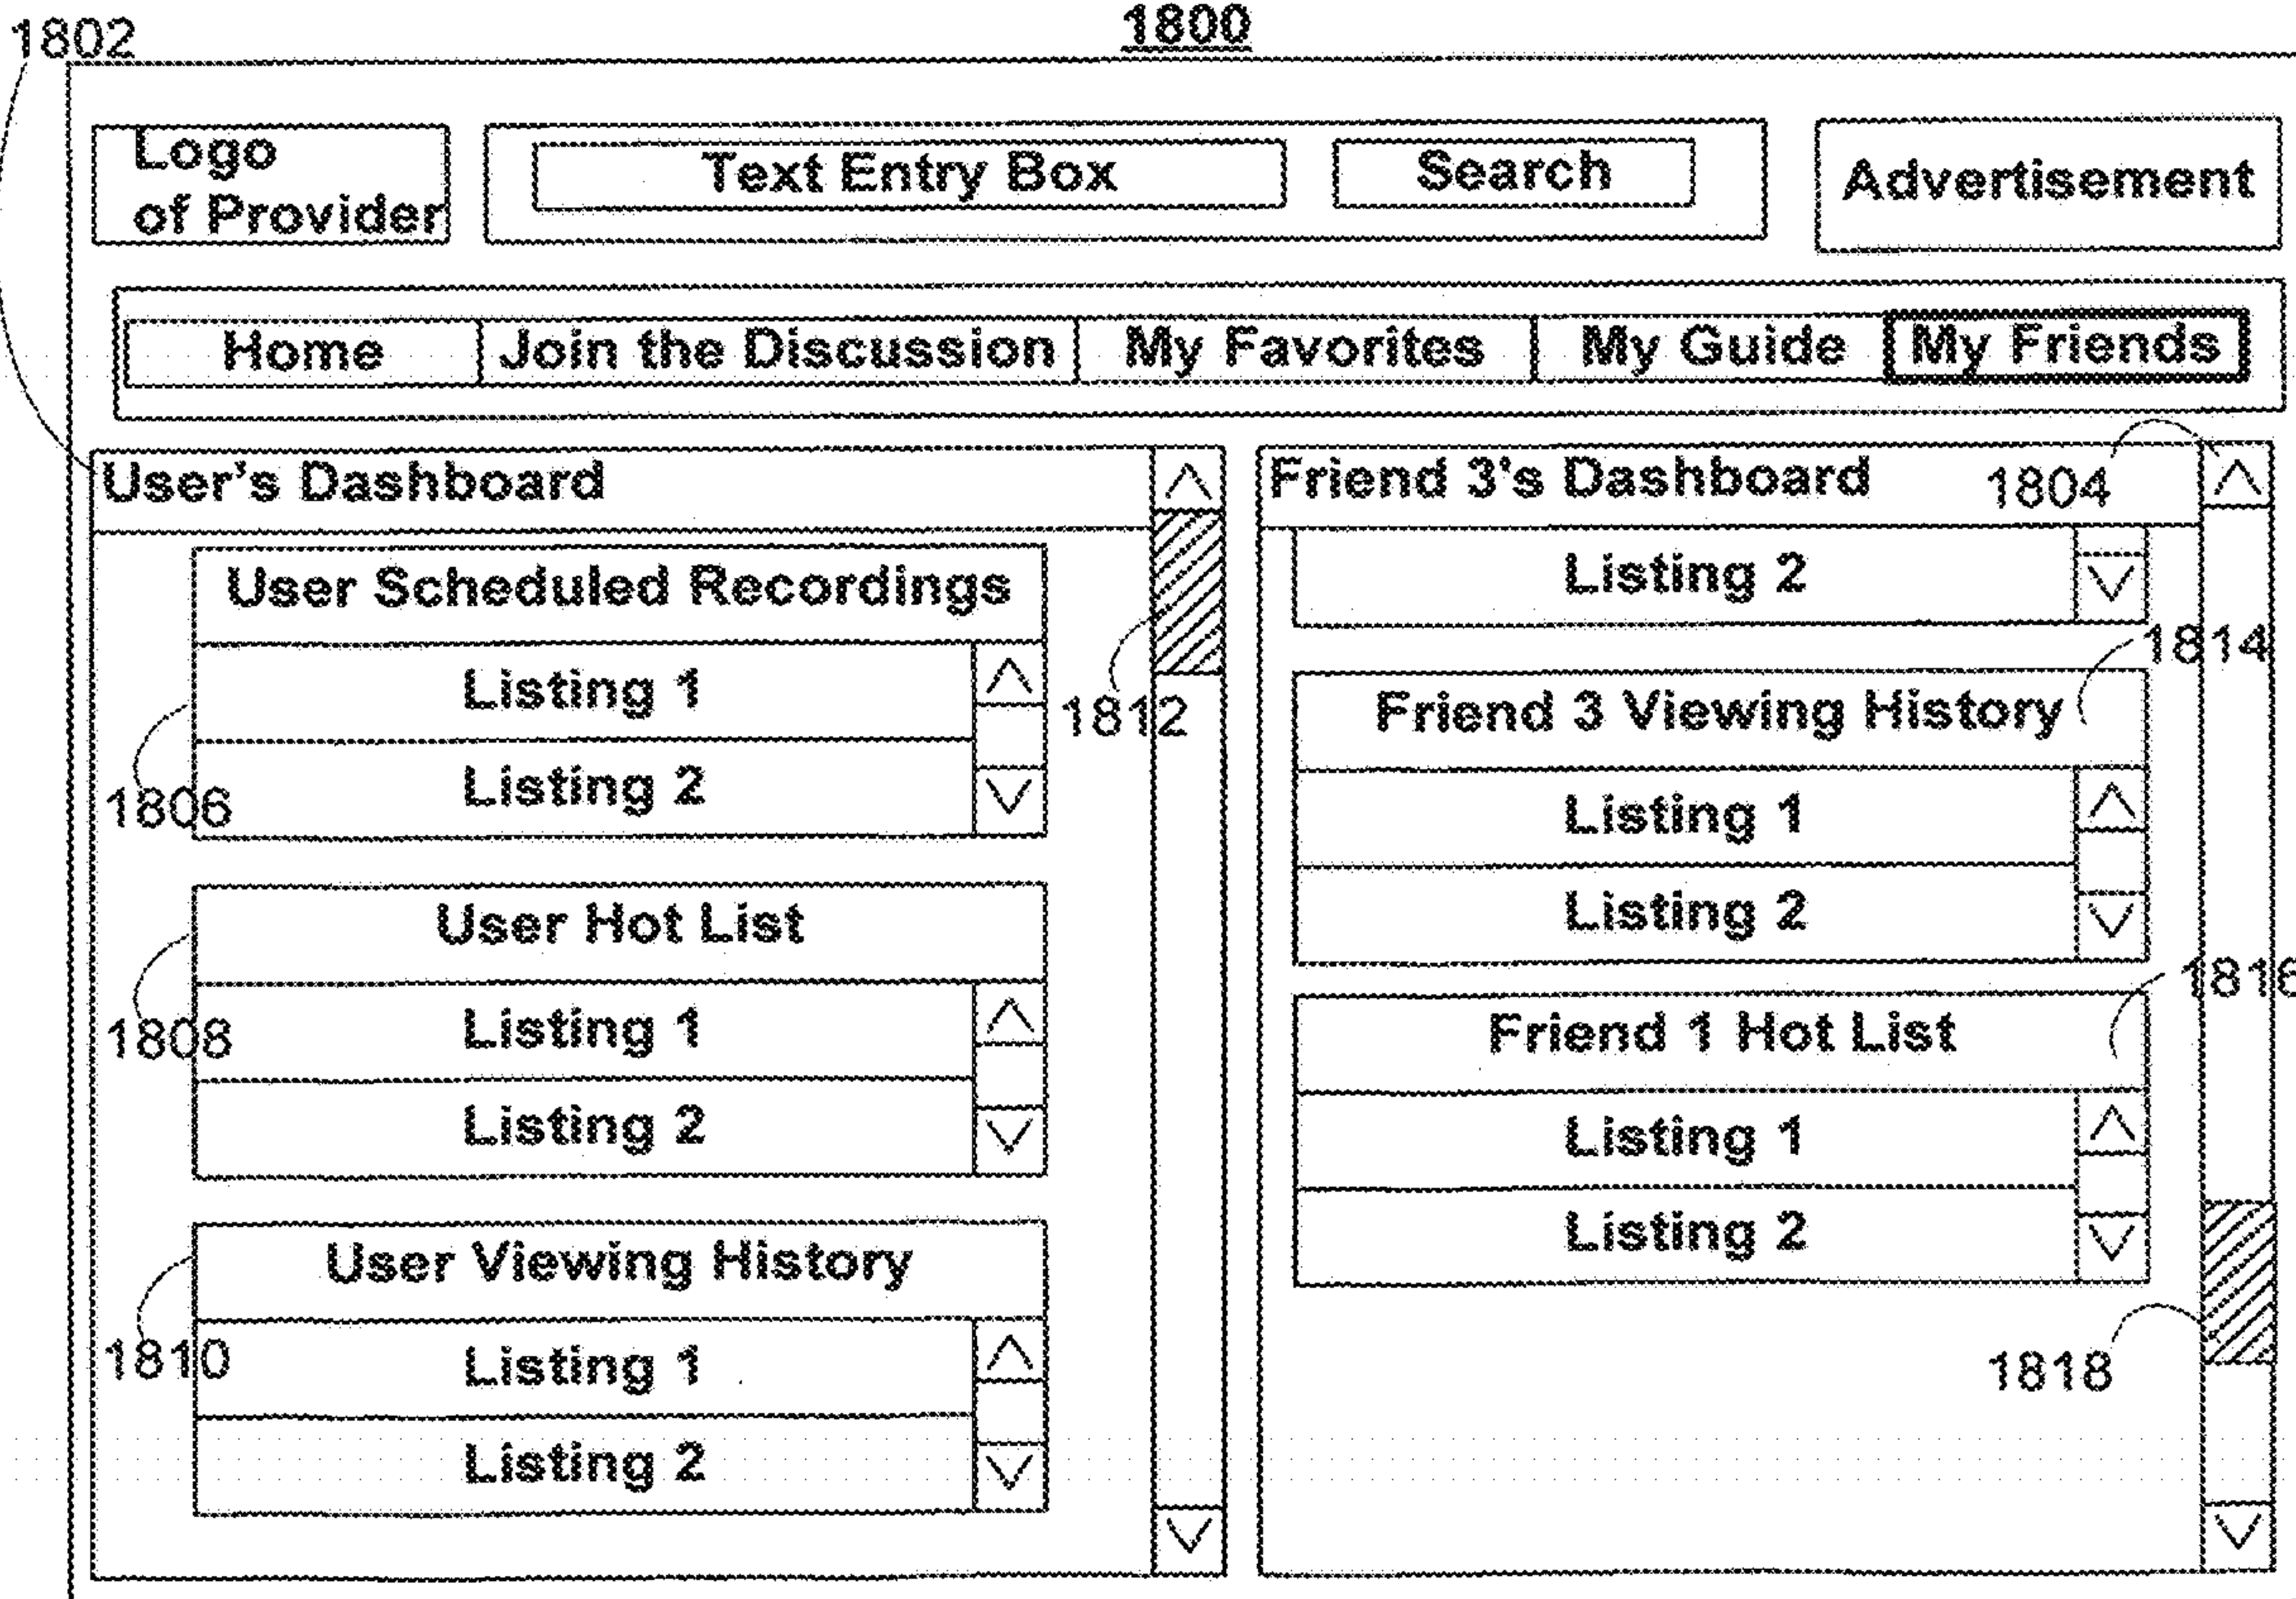 1800
1802
Logo
of Provider
Text Entry Box
Search
Advertisement
Home
Join the Discussion
My Favorites
My Guide
My Friends
User's Dashboard
User Scheduled Recordings
Listing 1
Listing 2
1806
1812
User Hot List
Listing 1
Listing 2
1808
User Viewing History
Listing 1
Listing 2
1810
Friend 3's Dashboard
1804
Listing 2
1814
Friend 3 Viewing History
Listing 1
Listing 2
1816
Friend 1 Hot List
Listing 1
Listing 2
1818